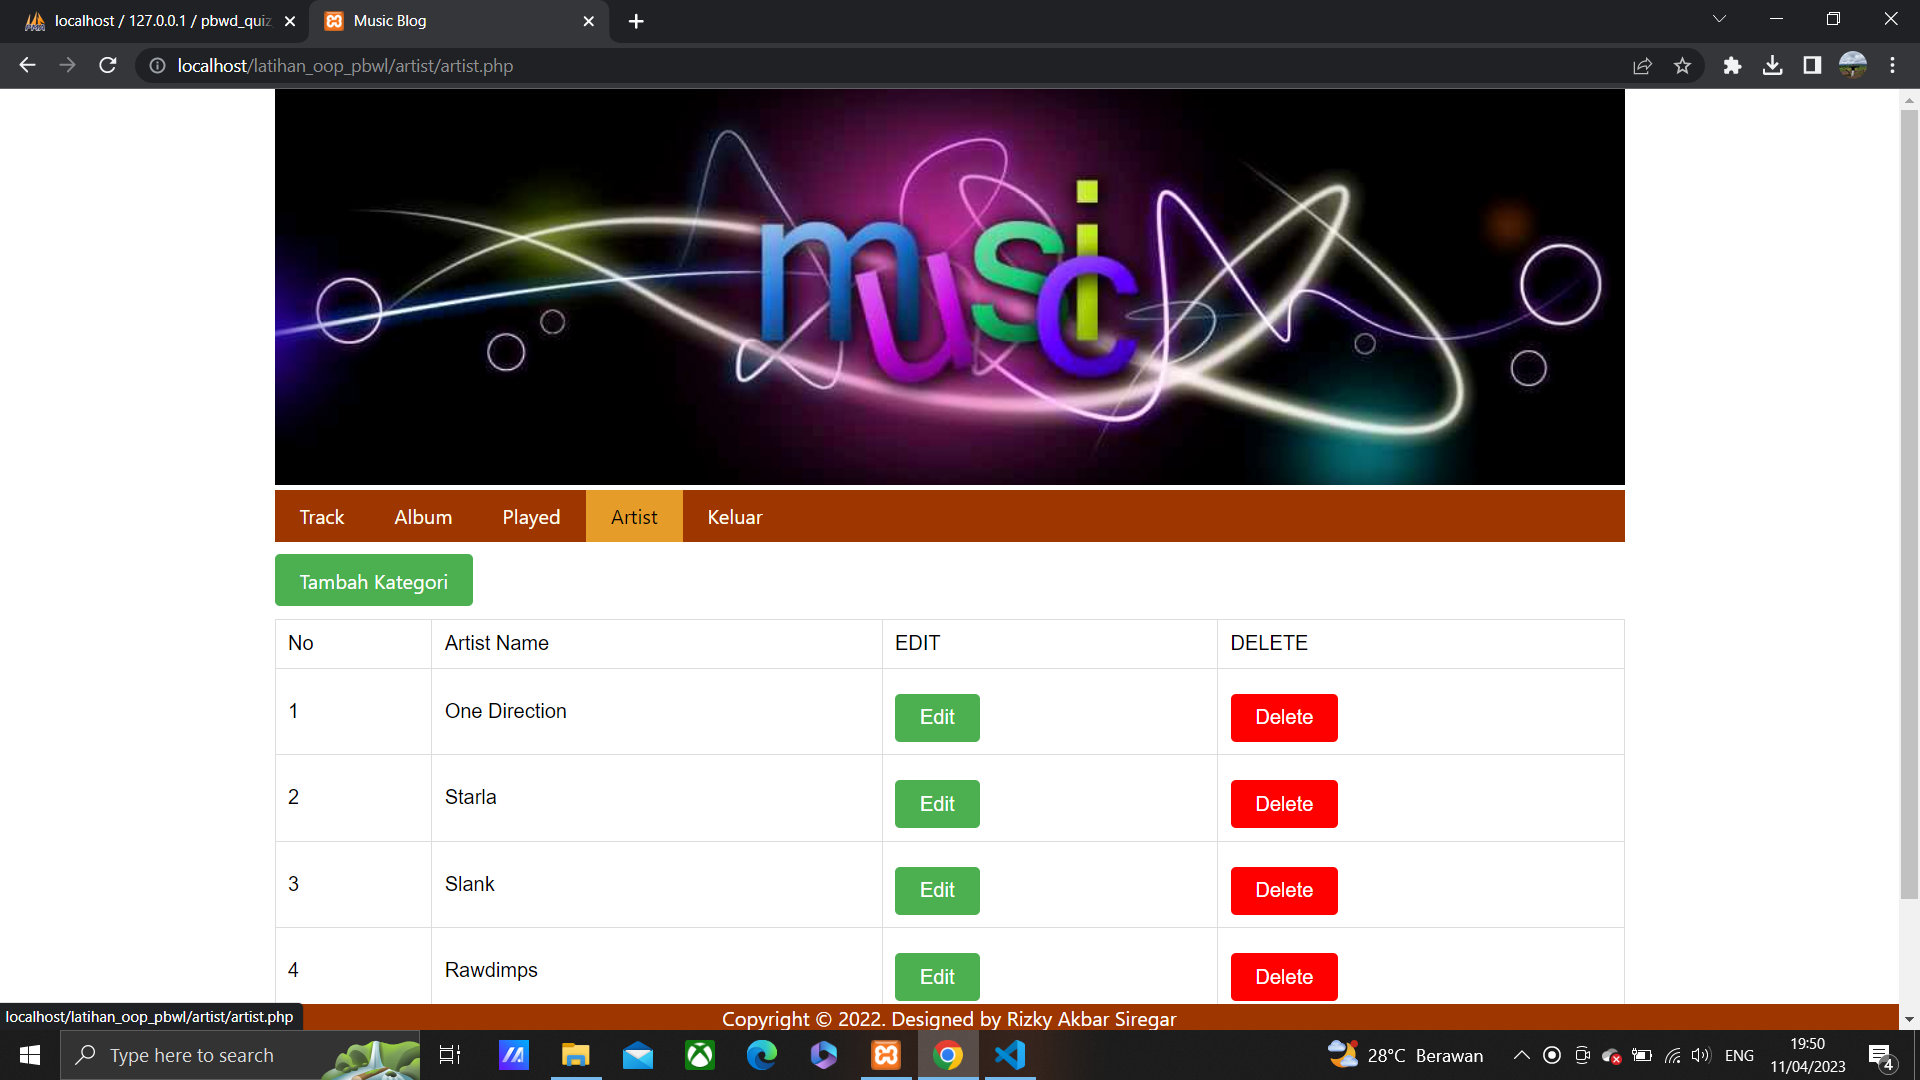 localhost / 127.0.0.1 / pbwd_quiz
Music Blog
localhost/latihan_oop_pbwl/artist/artist.php
music
Track Album Played Artist Keluar
Tambah Kategori
No Artist Name EDIT DELETE
1 One Direction Edit Delete
2 Starla Edit Delete
3 Slank Edit Delete
4 Rawdimps Edit Delete
localhost/latihan_oop_pbwl/artist/artist.php
Copyright © 2022. Designed by Rizky Akbar Siregar
Type here to search
28°C Berawan
ENG
19:50
11/04/2023
4